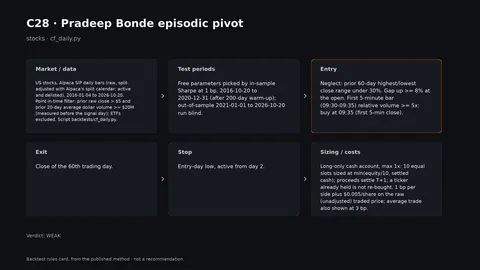 C28 · Pradeep Bonde episodic pivot
stocks · cf_daily.py
Market / data
US stocks, Alpaca SIP daily bars (raw, split-
adjusted with Alpaca's split calendar; active
and delisted), 2016-01-04 to 2026-10-20.
Point-in-time filter: prior raw close > $5 and
prior 20-day average dollar volume >= $20M
(measured before the signal day); ETFs
excluded. Script backtests/cf_daily.py.
Test periods
Free parameters picked by in-sample
Sharpe at 1 bp, 2016-10-20 to
2020-12-31 (after 200-day warm-up);
out-of-sample 2021-01-01 to 2026-10-20
run blind.
Entry
Neglect: prior 60-day highest/lowest
close range under 30%. Gap up >= 8% at
the open. First 5-minute bar
(09:30-09:35) relative volume >= 5x:
buy at 09:35 (first 5-min close).
Exit
Close of the 60th trading day.
Stop
Entry-day low, active from day 2.
Sizing / costs
Long-only cash account, max 1x: 10 equal
slots sized at min(equity/10, settled
cash); proceeds settle T+1; a ticker
already held is not re-bought. 1 bp per
side plus $0.005/share on the raw
(unadjusted) traded price; average trade
also shown at 3 bp.
Verdict: WEAK
Backtest rules card, from the published method · not a recommendation